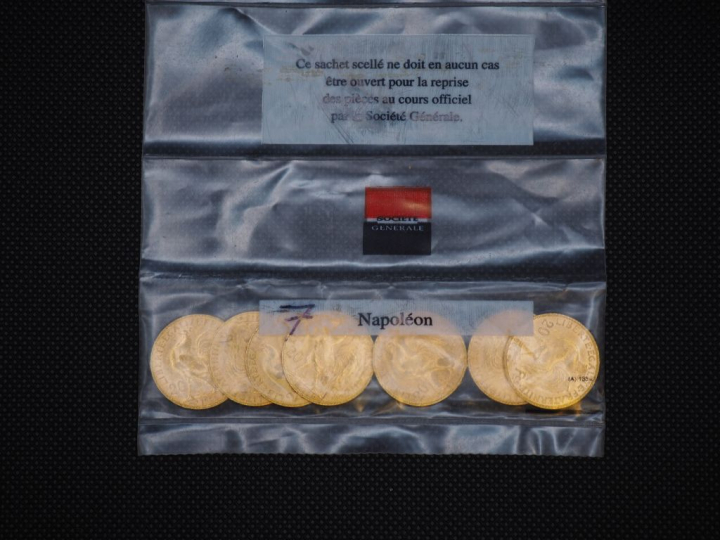 Ce sachet scellé ne doit en aucun cas
être ouvert pour la reprise
des pièces au cours officiel
par la Société Générale.
SOCIETE
GENERALE
7 Napoléon
20